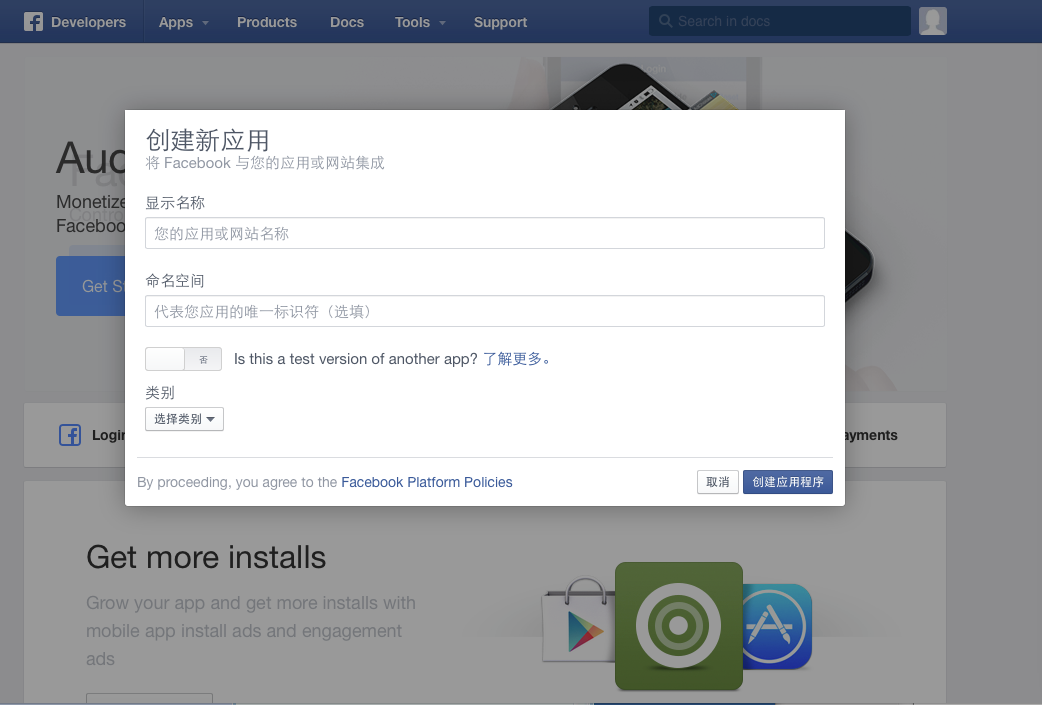 Developers
Apps
Products
Docs
Tools
Support
Search in docs
Login
创建新应用
将 Facebook 与您的应用或网站集成
显示名称
您的应用或网站名称
命名空间
代表您应用的唯一标识符（选填）
否
Is this a test version of another app? 了解更多。
类别
选择类别
By proceeding, you agree to the Facebook Platform Policies
取消
创建应用程序
Monetize
Get more installs
Grow your app and get more installs with
mobile app install ads and engagement
ads